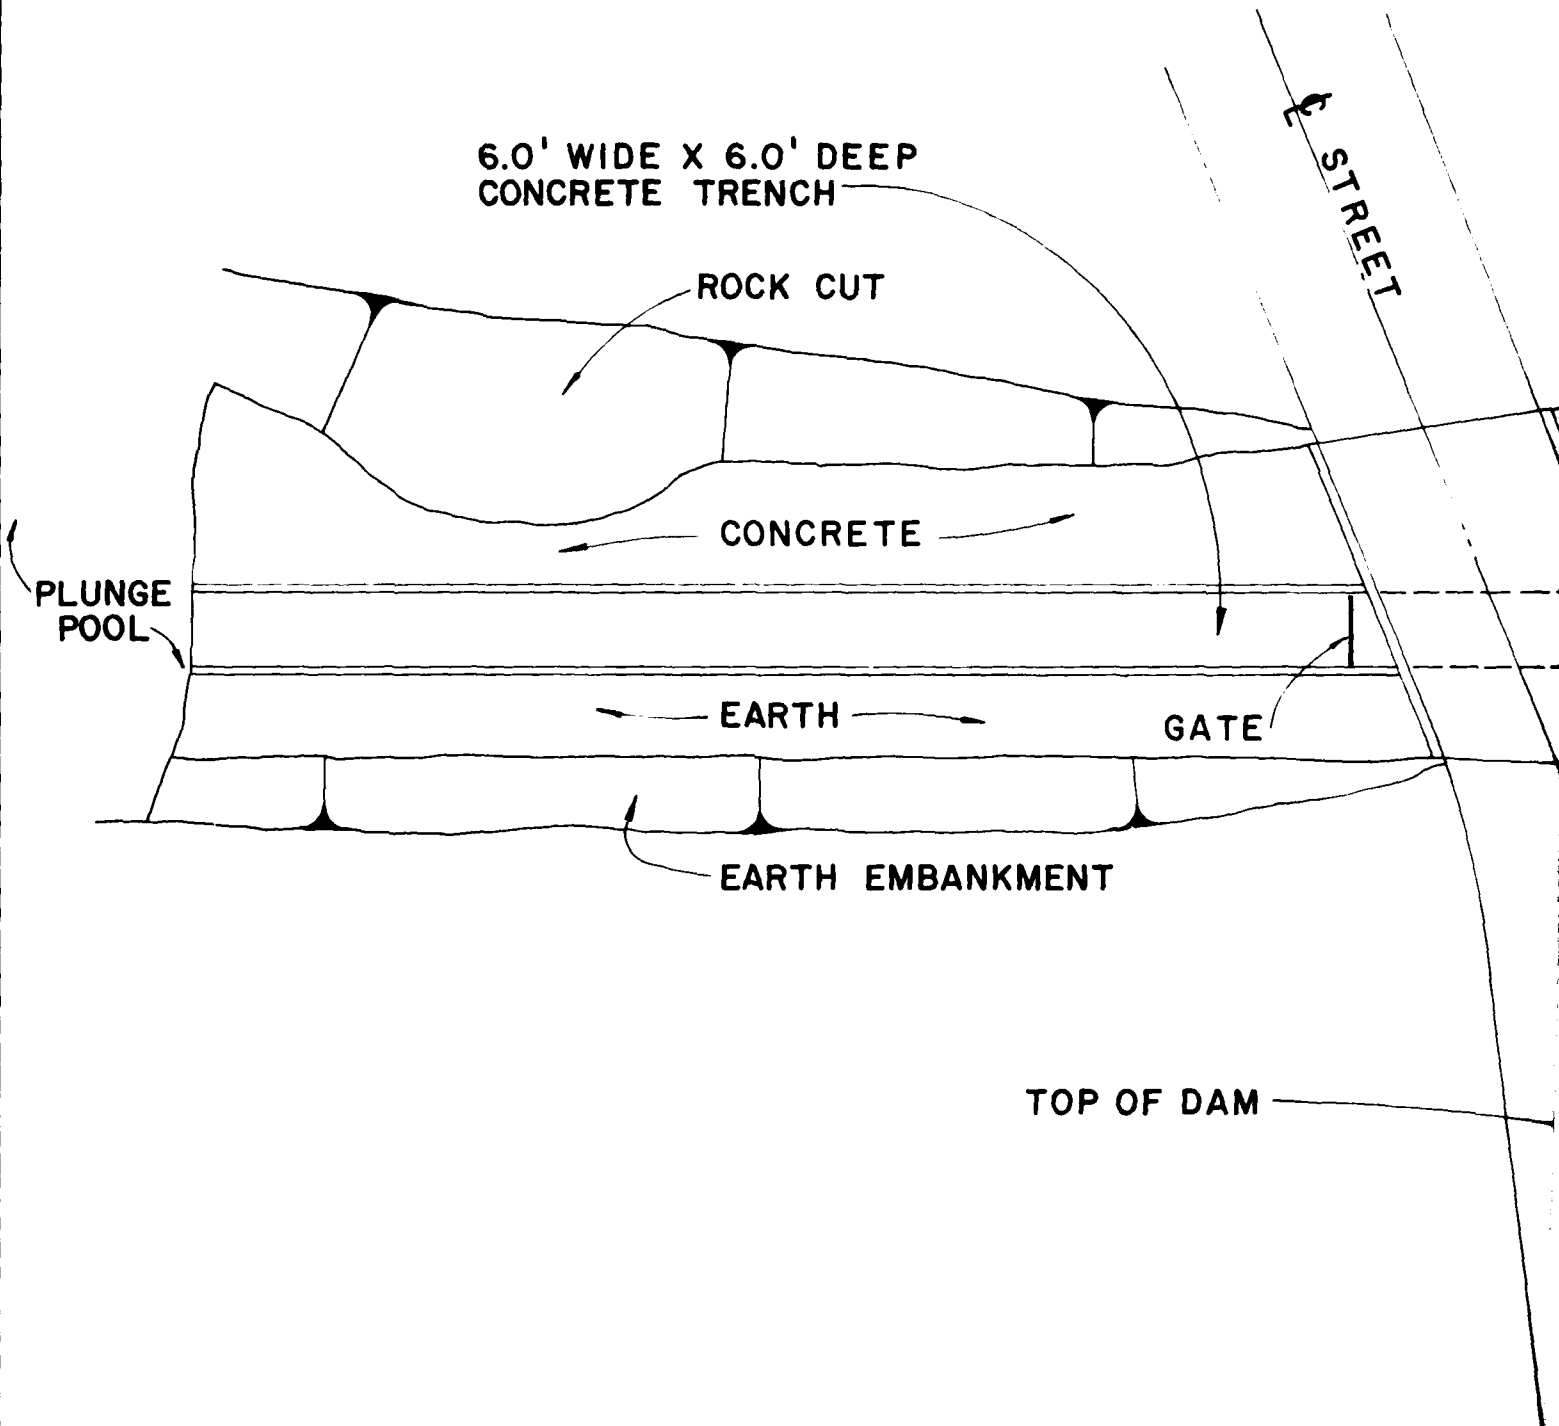 ℄ STREET
6.0' WIDE X 6.0' DEEP
CONCRETE TRENCH
ROCK CUT
CONCRETE
PLUNGE
POOL
EARTH
GATE
EARTH EMBANKMENT
TOP OF DAM